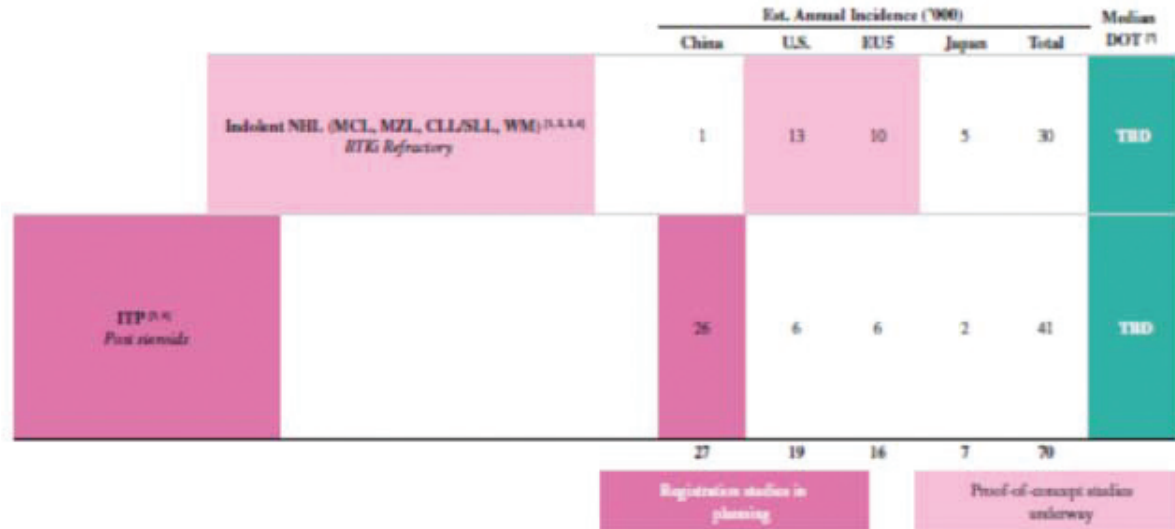 Est. Annual Incidence ('000)
Median
DOT [7]
China U.S. EU5 Japan Total
Indolent NHL (MCL, MZL, CLL/SLL, WM)
BTKi Refractory
1 13 10 5 30 TBD
ITP
Post steroids
26 6 6 2 41 TBD
27 19 16 7 70
Registration studies in
planning
Proof-of-concept studies
underway